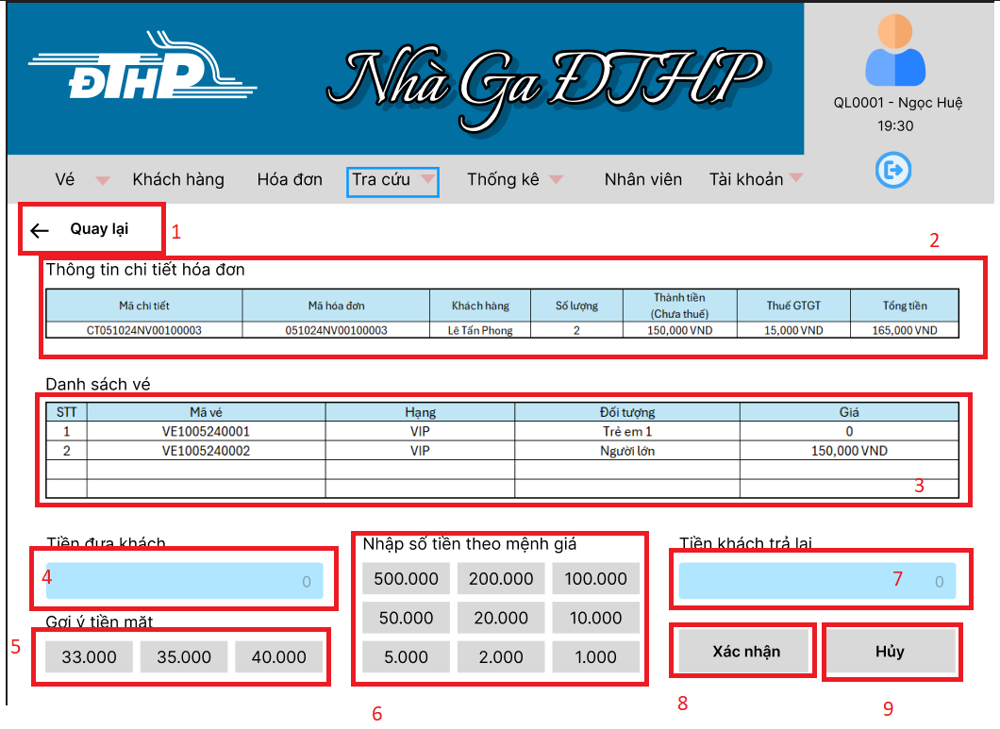 ĐTHP
Nhà Ga ĐTHP
QL0001 - Ngọc Huệ
19:30
Vé Khách hàng Hóa đơn Tra cứu Thống kê Nhân viên Tài khoản
Quay lại 1
2
Thông tin chi tiết hóa đơn
Mã chi tiết Mã hóa đơn Khách hàng Số lượng Thành tiền (Chưa thuế) Thuế GTGT Tổng tiền
CT051024NV00100003 051024NV00100003 Lê Tấn Phong 2 150,000 VND 15,000 VND 165,000 VND
Danh sách vé
STT Mã vé Hạng Đối tượng Giá
1 VE1005240001 VIP Trẻ em 1 0
2 VE1005240002 VIP Người lớn 150,000 VND
3
Tiền đưa khách Nhập số tiền theo mệnh giá Tiền khách trả lại
4 0 500.000 200.000 100.000 7 0
Gợi ý tiền mặt 50.000 20.000 10.000
5 33.000 35.000 40.000 5.000 2.000 1.000 Xác nhận Hủy
6 8 9